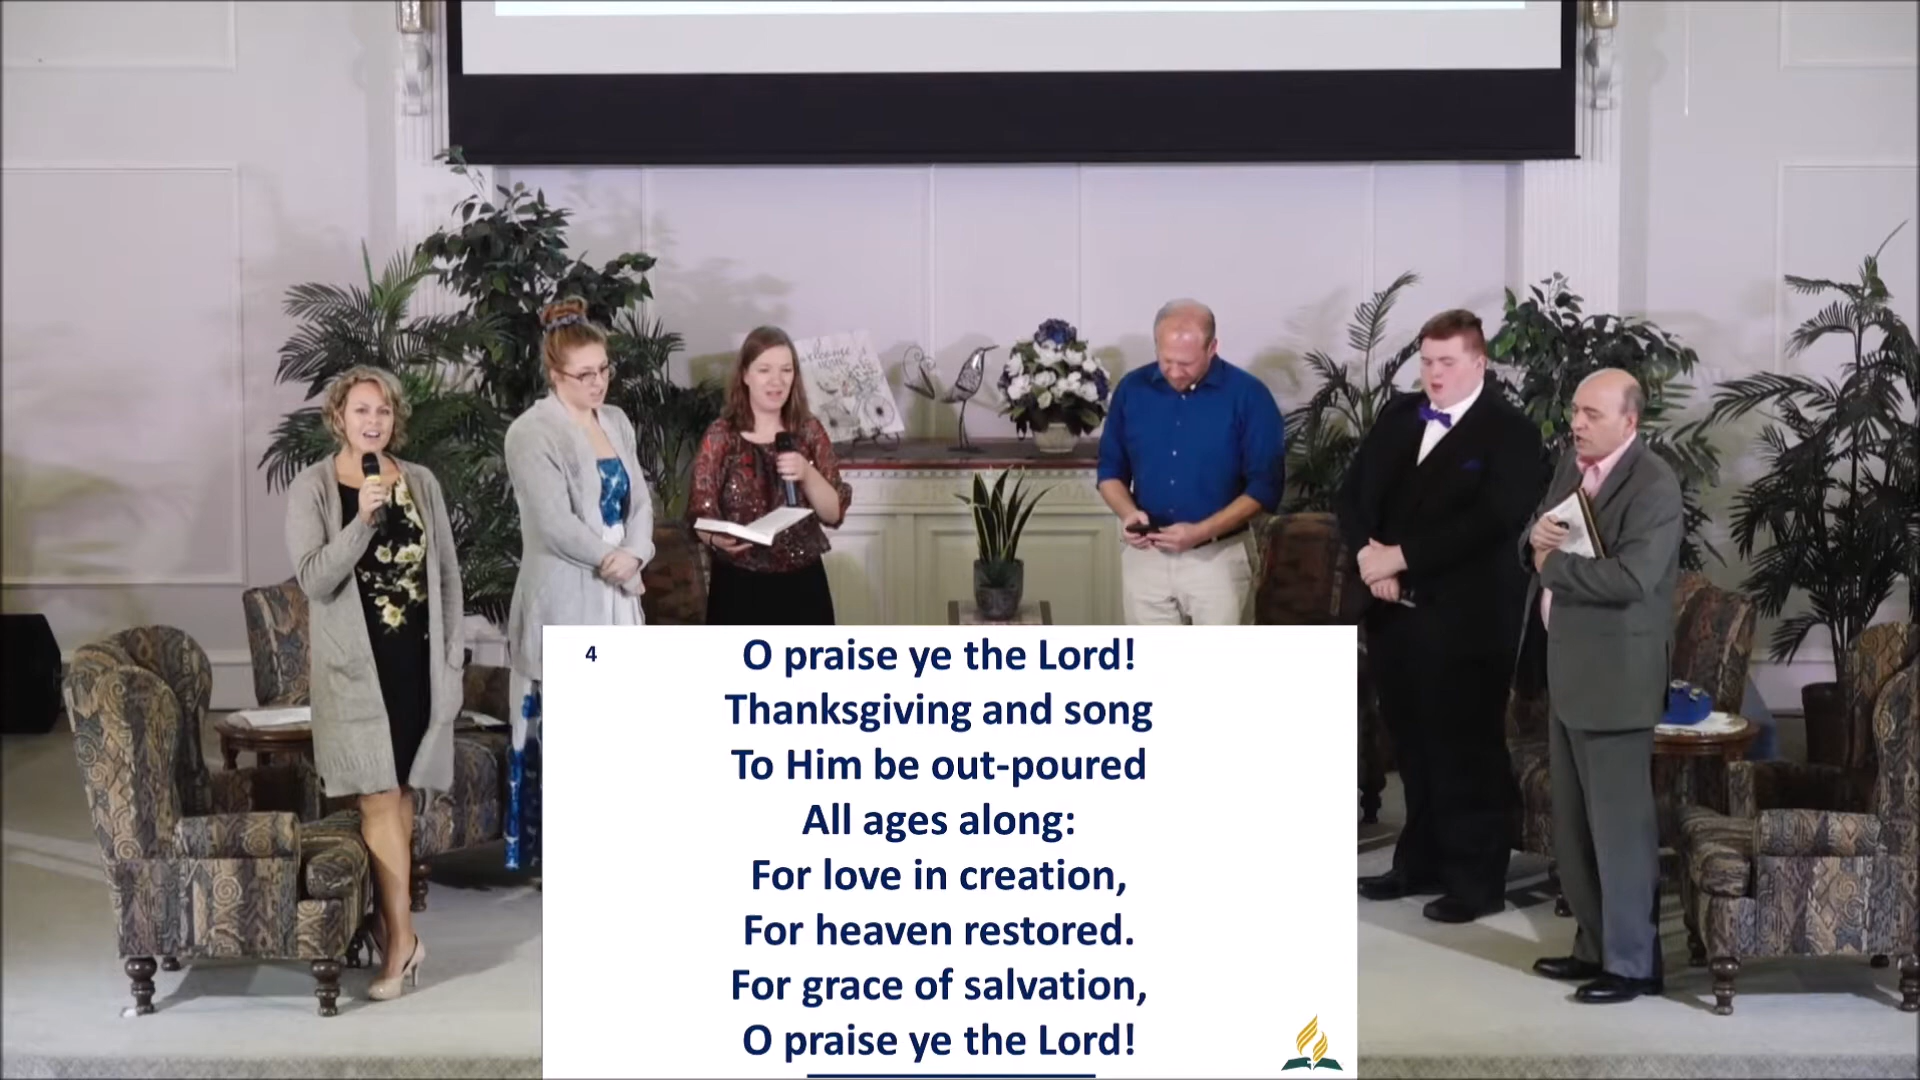 welcome
4
O praise ye the Lord!
Thanksgiving and song
To Him be out-poured
All ages along:
For love in creation,
For heaven restored.
For grace of salvation,
O praise ye the Lord!